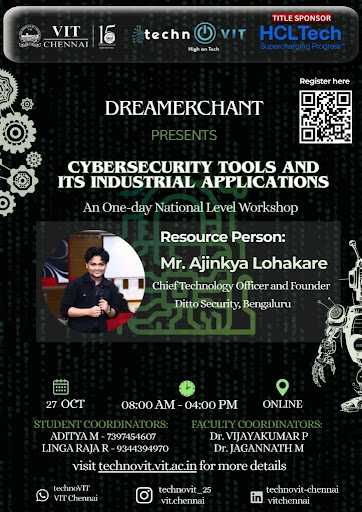 VIT
CHENNAI
15
technOVIT
High on Tech
TITLE SPONSOR
HCLTech
Supercharging Progress™
Register here
DREAMERCHANT
PRESENTS
CYBERSECURITY TOOLS AND
ITS INDUSTRIAL APPLICATIONS
An One-day National Level Workshop
Resource Person:
Mr. Ajinkya Lohakare
Chief Technology Officer and Founder
Ditto Security, Bengaluru
27 OCT
08:00 AM - 04:00 PM
ONLINE
STUDENT COORDINATORS:
ADITYA M - 7397454607
LINGA RAJA R - 9344394970
FACULTY COORDINATORS:
Dr. VIJAYAKUMAR P
Dr. JAGANNATH M
visit technovit.vit.ac.in for more details
technoVIT
VIT Chennai
technovit_25
vit.chennai
technovit-chennai
vitchennai